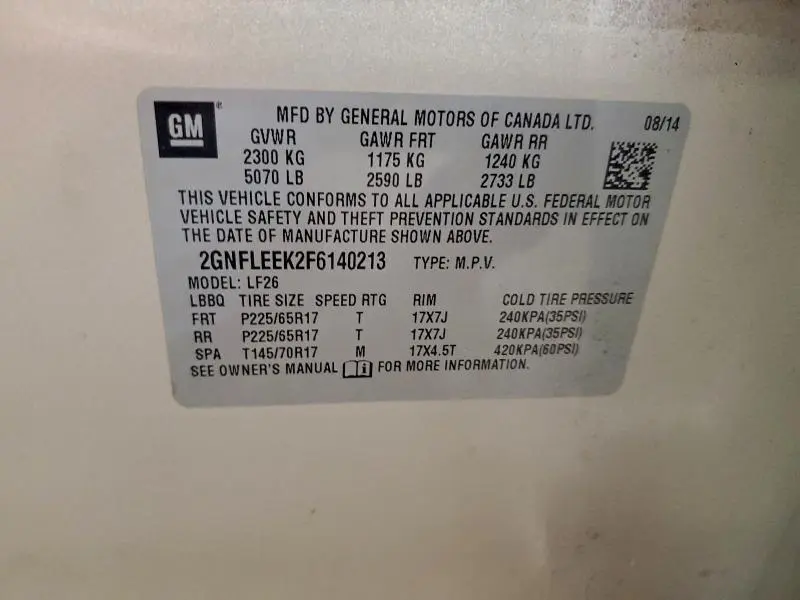 GM®
MFD BY GENERAL MOTORS OF CANADA LTD. 08/14
GVWR GAWR FRT GAWR RR
2300 KG 1175 KG 1240 KG
5070 LB 2590 LB 2733 LB
THIS VEHICLE CONFORMS TO ALL APPLICABLE U.S. FEDERAL MOTOR
VEHICLE SAFETY AND THEFT PREVENTION STANDARDS IN EFFECT ON
THE DATE OF MANUFACTURE SHOWN ABOVE.
2GNFLEEK2F6140213 TYPE: M.P.V.
MODEL: LF26
LBBQ TIRE SIZE SPEED RTG RIM COLD TIRE PRESSURE
FRT P225/65R17 T 17X7J 240KPA(35PSI)
RR P225/65R17 T 17X7J 240KPA(35PSI)
SPA T145/70R17 M 17X4.5T 420KPA(60PSI)
SEE OWNER'S MANUAL i FOR MORE INFORMATION.